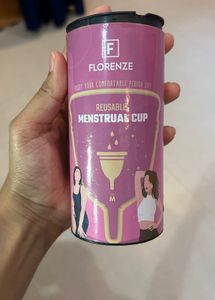 F
FLORENZE
ENJOY YOUR COMFORTABLE PERIOD DAYS
REUSABLE
MENSTRUAL CUP
M